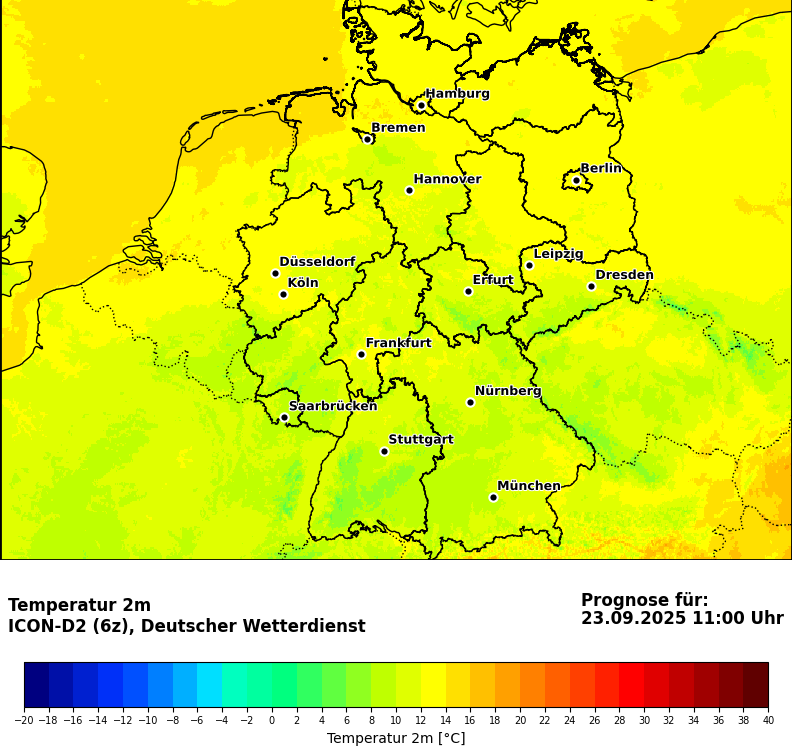 Hamburg
Bremen
Berlin
Hannover
Leipzig
Düsseldorf
Dresden
Köln
Erfurt
Frankfurt
Nürnberg
Saarbrücken
Stuttgart
München
Temperatur 2m
ICON-D2 (6z), Deutscher Wetterdienst
Prognose für:
23.09.2025 11:00 Uhr
−20 −18 −16 −14 −12 −10 −8 −6 −4 −2 0 2 4 6 8 10 12 14 16 18 20 22 24 26 28 30 32 34 36 38 40
Temperatur 2m [°C]